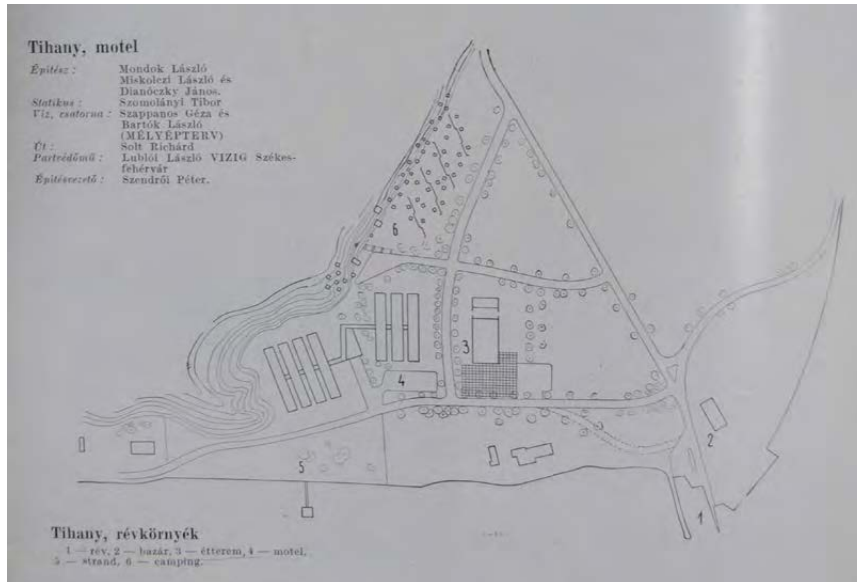 Tihany, motel
Építész : Mondok László
Miskolczi László és
Dianóczky János.
Statikus : Szomolányi Tibor
Víz, csatorna : Szappanos Géza és
Bartók László
(MÉLYÉPTERV)
Út : Solt Richárd
Partvédőmű : Lublói László VIZIG Székes-
fehérvár
Építésvezető : Szendrői Péter.
6
3
4
2
5
1
Tihany, révkörnyék
1 — rév, 2 — bazár, 3 — étterem, 4 — motel,
5 — strand, 6 — camping.